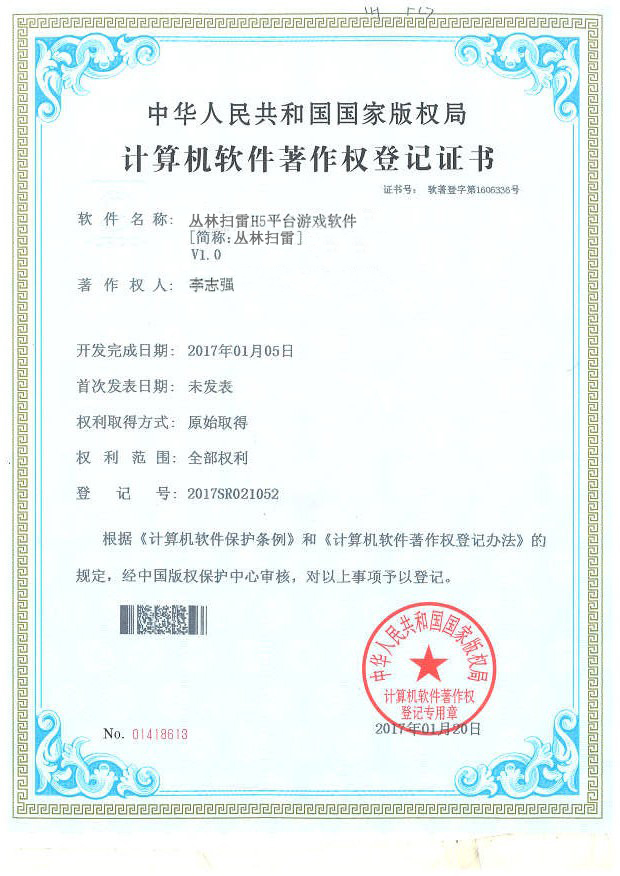 中华人民共和国国家版权局
计算机软件著作权登记证书
证书号： 软著登字第1606336号
软件名称： 丛林扫雷H5平台游戏软件
[简称：丛林扫雷]
V1.0
著作权人： 李志强
开发完成日期： 2017年01月05日
首次发表日期： 未发表
权利取得方式： 原始取得
权利范围： 全部权利
登记号： 2017SR021052
根据《计算机软件保护条例》和《计算机软件著作权登记办法》的
规定，经中国版权保护中心审核，对以上事项予以登记。
中华人民共和国国家版权局
计算机软件著作权
登记专用章
2017年01月20日
No. 01418613